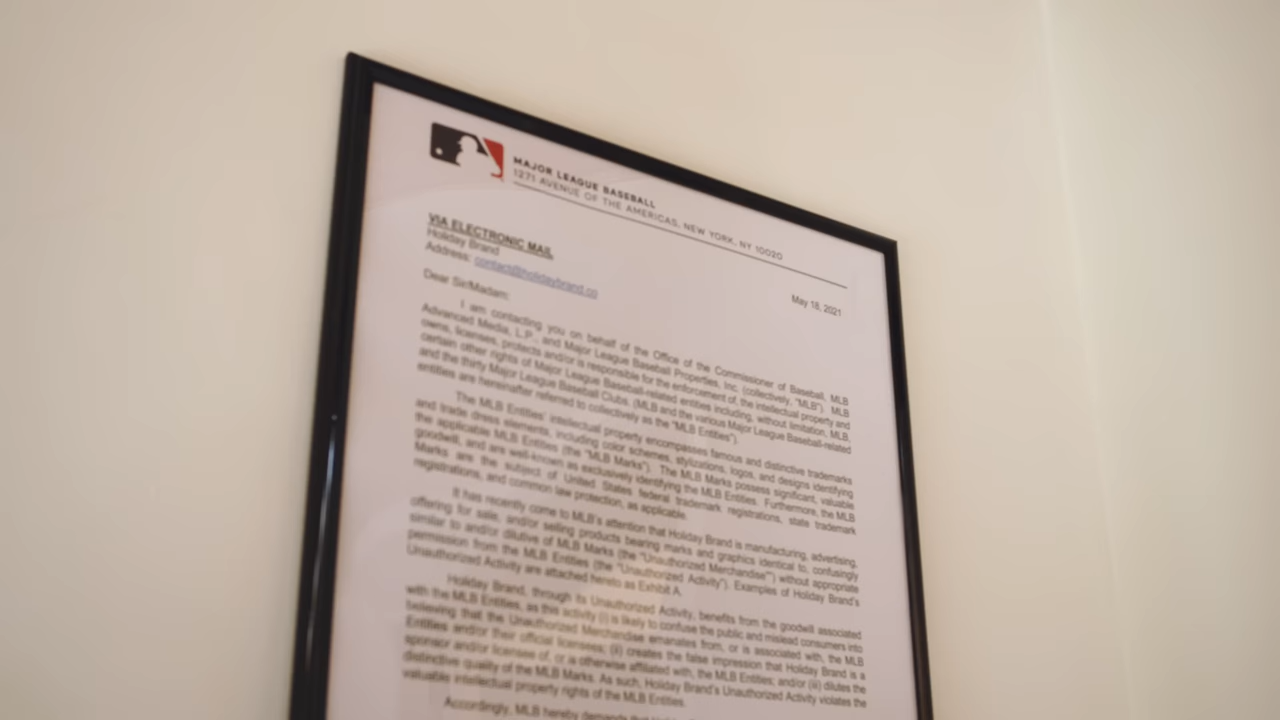 MAJOR LEAGUE BASEBALL
1271 AVENUE OF THE AMERICAS, NEW YORK, NY 10020
VIA ELECTRONIC MAIL
Holiday Brand
Address: contact@holidaybrand.co
May 18, 2021
Dear Sir/Madam:
I am contacting you on behalf of the Office of the Commissioner of Baseball, MLB
Advanced Media, L.P., and Major League Baseball Properties, Inc. (collectively, "MLB"). MLB
owns, licenses, protects and/or is responsible for the enforcement of, the intellectual property and
certain other rights of Major League Baseball-related entities including, without limitation, MLB,
and the thirty Major League Baseball Clubs. (MLB and the various Major League Baseball-related
entities are hereinafter referred to collectively as the "MLB Entities").
The MLB Entities' intellectual property encompasses famous and distinctive trademarks
and trade dress elements, including color schemes, stylizations, logos, and designs identifying
the applicable MLB Entities (the "MLB Marks"). The MLB Marks possess significant, valuable
goodwill, and are well-known as exclusively identifying the MLB Entities. Furthermore, the MLB
Marks are the subject of United States federal trademark registrations, state trademark
registrations, and common law protection, as applicable.
It has recently come to MLB's attention that Holiday Brand is manufacturing, advertising,
offering for sale, and/or selling products bearing marks and graphics identical to, confusingly
similar to and/or dilutive of MLB Marks (the "Unauthorized Merchandise") without appropriate
permission from the MLB Entities (the "Unauthorized Activity"). Examples of Holiday Brand's
Unauthorized Activity are attached hereto as Exhibit A.
Holiday Brand, through its Unauthorized Activity, benefits from the goodwill associated
with the MLB Entities, as this activity (i) is likely to confuse the public and mislead consumers into
believing that the Unauthorized Merchandise emanates from, or is associated with, the MLB
Entities and/or their official licensees; (ii) creates the false impression that Holiday Brand is a
sponsor and/or licensee of, or is otherwise affiliated with, the MLB Entities; and/or (iii) dilutes the
distinctive quality of the MLB Marks. As such, Holiday Brand's Unauthorized Activity violates the
valuable intellectual property rights of the MLB Entities.
Accordingly, MLB hereby demands that